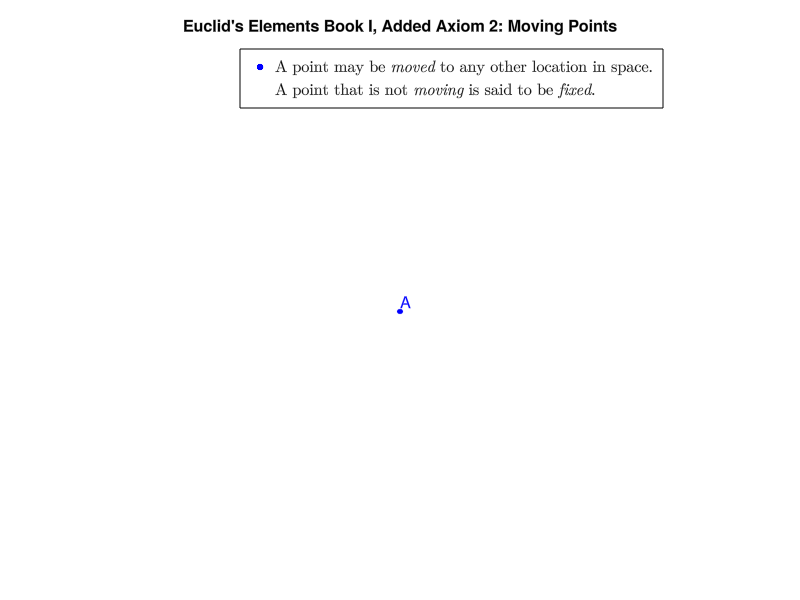 Euclid's Elements Book I, Added Axiom 2: Moving Points
• A point may be moved to any other location in space.
A point that is not moving is said to be fixed.
A